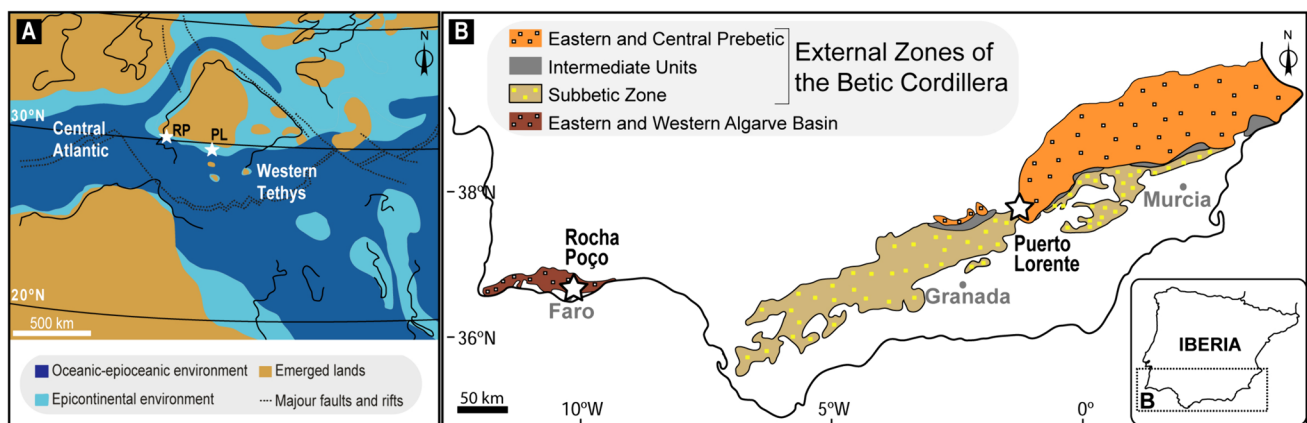 A
N
30ºN
Central
Atlantic
RP
PL
Western
Tethys
20ºN
500 km
Oceanic-epioceanic environment
Emerged lands
Epicontinental environment
Majour faults and rifts
B
N
Eastern and Central Prebetic
Intermediate Units
Subbetic Zone
External Zones of
the Betic Cordillera
Eastern and Western Algarve Basin
38ºN
Murcia
Puerto
Lorente
Rocha
Poço
Faro
Granada
36ºN
IBERIA
B
50 km
10ºW
5ºW
0º